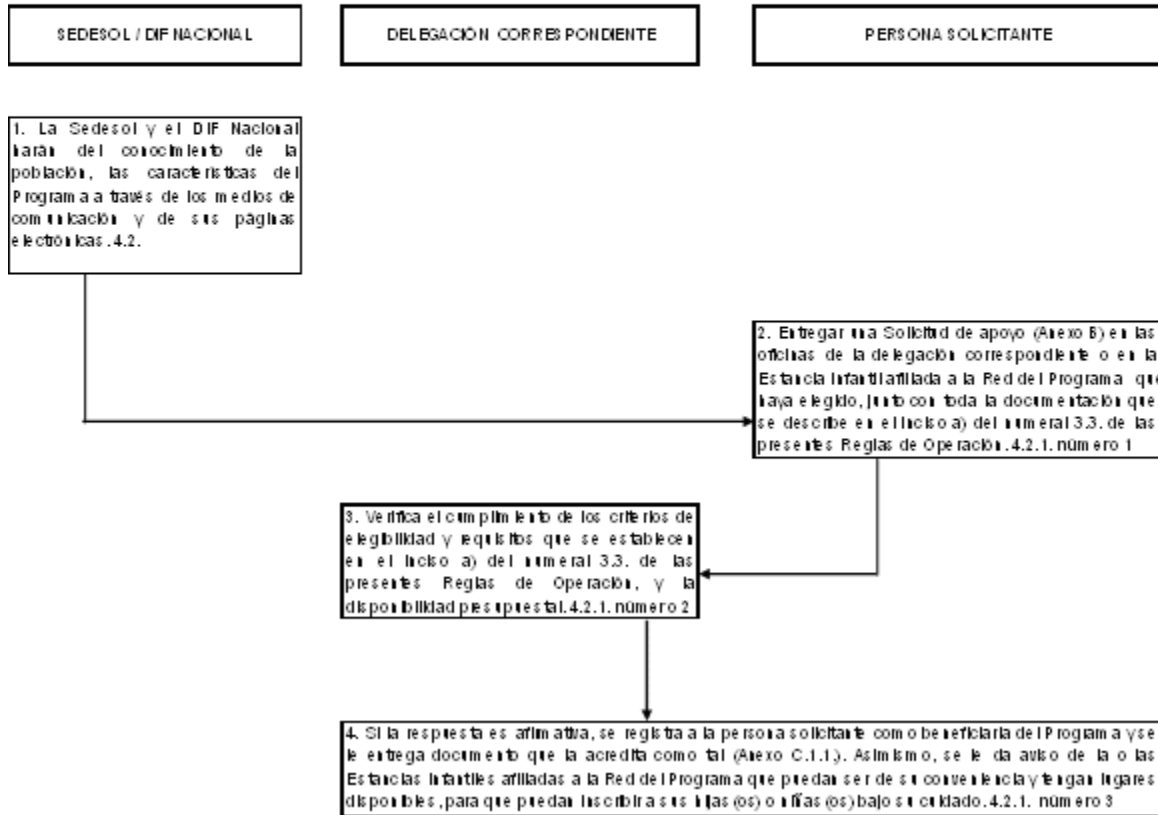 SEDESOL / DIF NACIONAL
DELEGACIÓN CORRESPONDIENTE
PERSONA SOLICITANTE
1. La Sedesol y el DIF Nacional
harán del conocimiento de la
población, las características del
Programa a través de los medios de
comunicación y de sus páginas
electrónicas.4.2.
2. Entregar una Solicitud de apoyo (Anexo B) en las
oficinas de la delegación correspondiente o en la
Estancia Infantil afiliada a la Red del Programa que
haya elegido, junto con toda la documentación que
se describe en el inciso a) del numeral 3.3. de las
presentes Reglas de Operación.4.2.1. número 1
3. Verifica el cumplimiento de los criterios de
elegibilidad y requisitos que se establecen
en el inciso a) del numeral 3.3. de las
presentes Reglas de Operación, y la
disponibilidad presupuestal.4.2.1. número 2
4. Si la respuesta es afirmativa, se registra a la persona solicitante como beneficiaria del Programa y se
le entrega documento que la acredita como tal (Anexo C.1.1.). Asimismo, se le da aviso de la o las
Estancias Infantiles afiliadas a la Red del Programa que puedan ser de su conveniencia y tengan lugares
disponibles, para que puedan inscribir a sus hijas (os) o niñas (os) bajo su cuidado.4.2.1. número 3